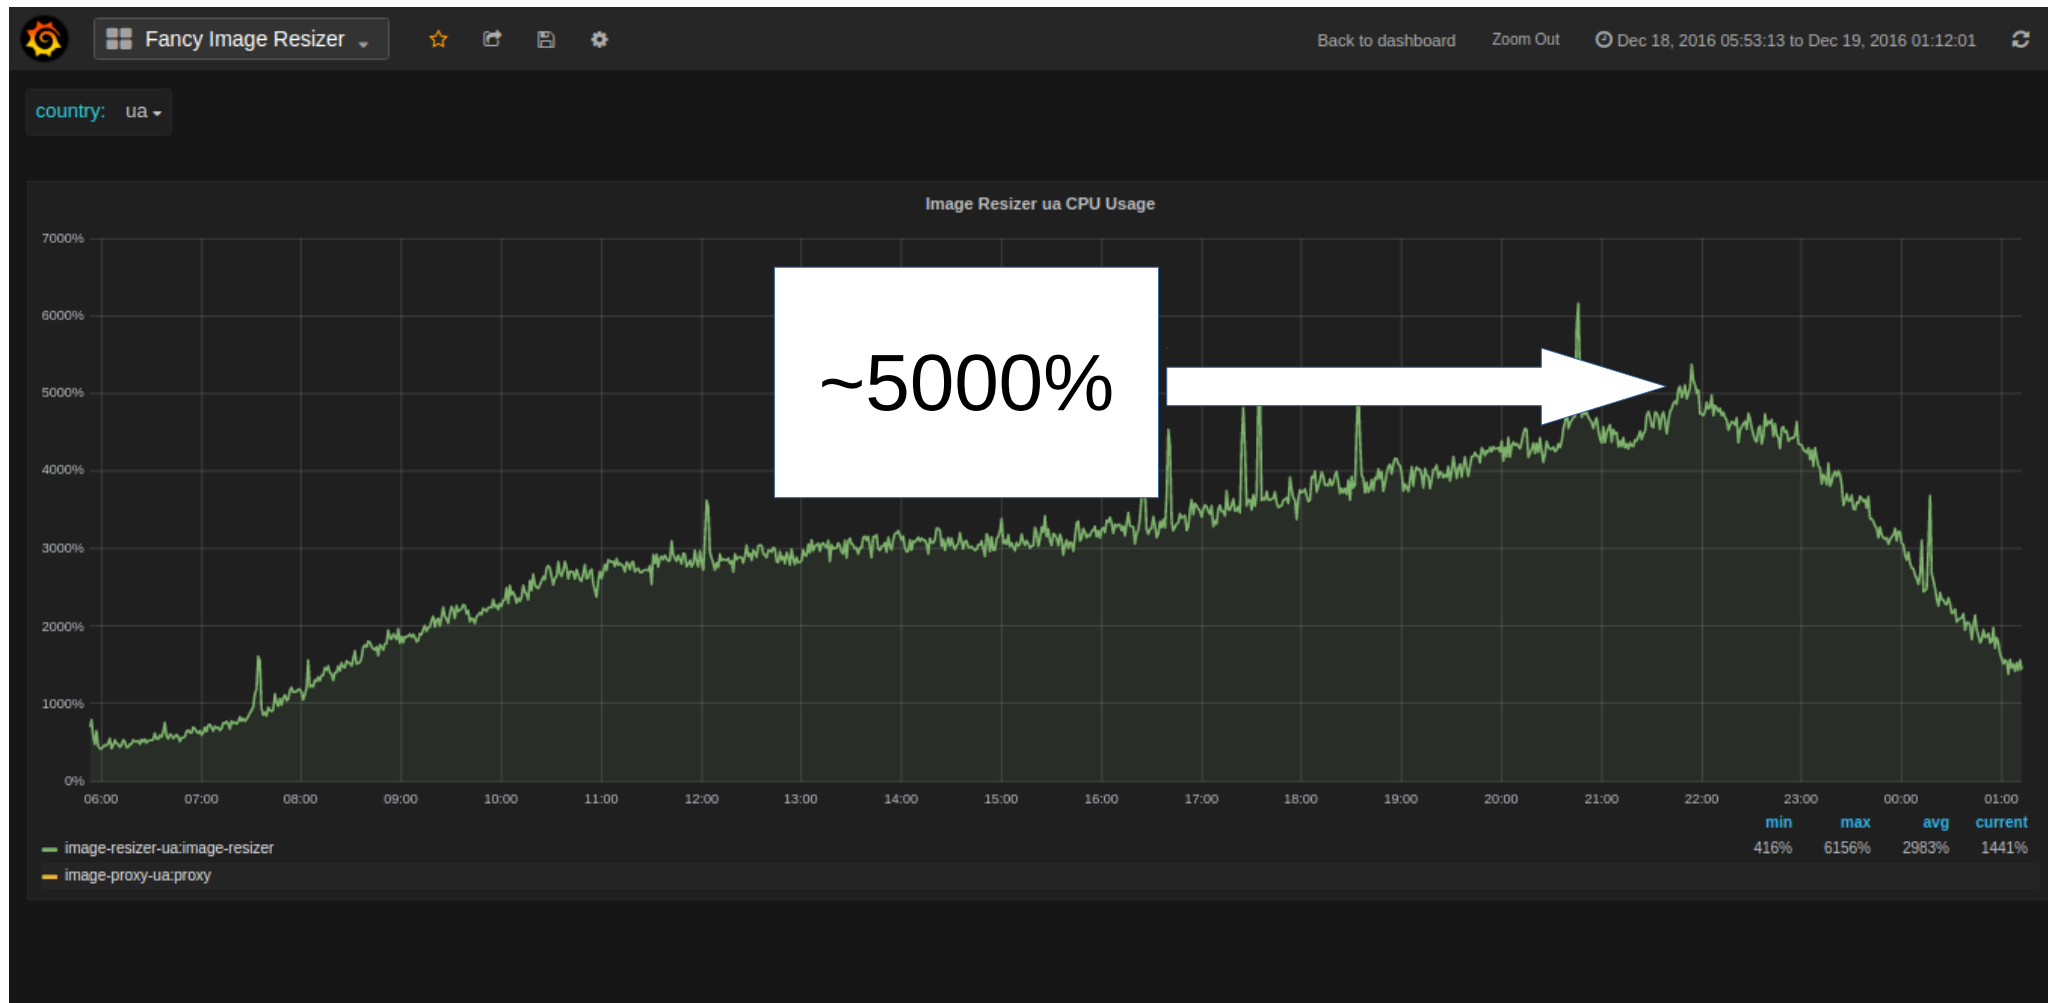 Fancy Image Resizer
Back to dashboard Zoom Out Dec 18, 2016 05:53:13 to Dec 19, 2016 01:12:01
country: ua
Image Resizer ua CPU Usage
7000%
6000%
5000%
4000%
3000%
2000%
1000%
0%
~5000%
06:00 07:00 08:00 09:00 10:00 11:00 12:00 13:00 14:00 15:00 16:00 17:00 18:00 19:00 20:00 21:00 22:00 23:00 00:00 01:00
min max avg current
image-resizer-ua:image-resizer 416% 6156% 2983% 1441%
image-proxy-ua:proxy